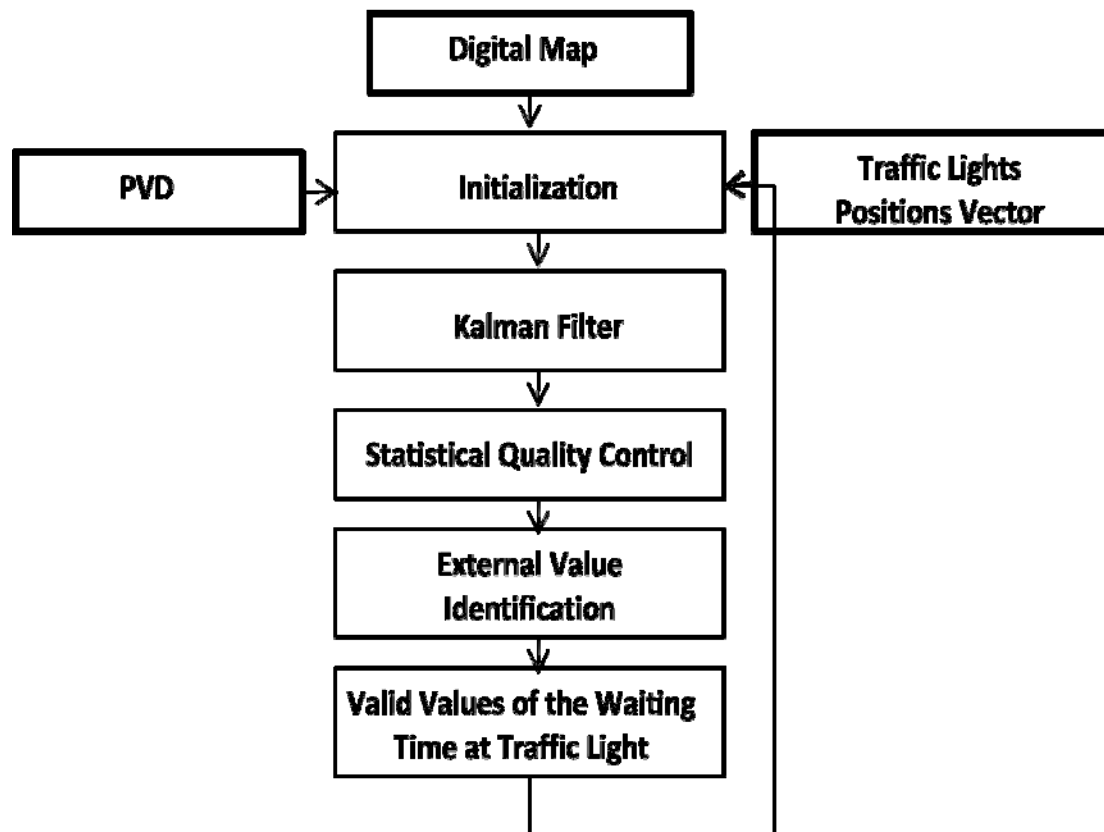 Digital Map
PVD
Initialization
Traffic Lights
Positions Vector
Kalman Filter
Statistical Quality Control
External Value
Identification
Valid Values of the Waiting
Time at Traffic Light